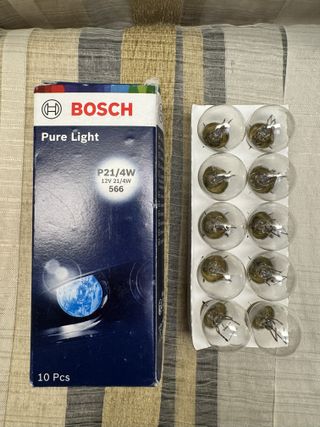 BOSCH
Pure Light
P21/4W
12V 21/4W
566
10 Pcs